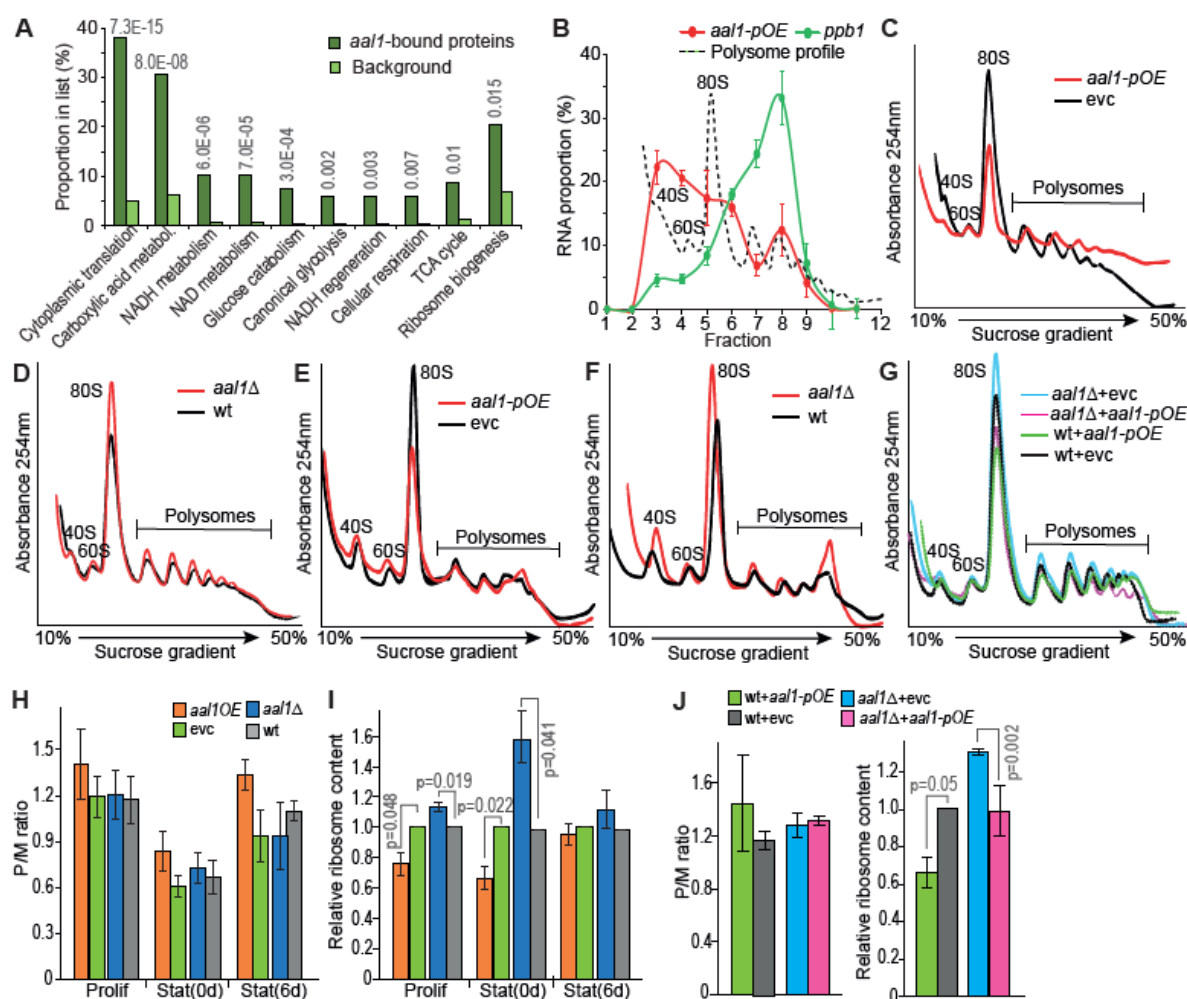 A
Proportion in list (%)
40
30
20
10
0
7.3E-15
8.0E-08
6.0E-06
7.0E-05
3.0E-04
0.002
0.003
0.007
0.01
0.015
aal1-bound proteins
Background
Cytoplasmic translation
Carboxylic acid metabol.
NADH metabolism
NAD metabolism
Glucose catabolism
Canonical glycolysis
NADH regeneration
Cellular respiration
TCA cycle
Ribosome biogenesis
B
aal1-pOE
ppb1
Polysome profile
RNA proportion (%)
40
30
20
10
0
80S
40S
60S
1 2 3 4 5 6 7 8 9 12
Fraction
C
Absorbance 254nm
80S
aal1-pOE
evc
40S
60S
Polysomes
10% 50%
Sucrose gradient
D
Absorbance 254nm
80S
aal1Δ
wt
40S
60S
Polysomes
10% 50%
Sucrose gradient
E
Absorbance 254nm
80S
aal1-pOE
evc
40S
60S
Polysomes
10% 50%
Sucrose gradient
F
Absorbance 254nm
80S
aal1Δ
wt
40S
60S
Polysomes
10% 50%
Sucrose gradient
G
Absorbance 254nm
80S
aal1Δ+evc
aal1Δ+aal1-pOE
wt+aal1-pOE
wt+evc
40S
60S
Polysomes
10% 50%
Sucrose gradient
H
aal1OE
aal1Δ
evc
wt
P/M ratio
1.5
1.2
0.9
0.6
0.3
0
Prolif Stat(0d) Stat(6d)
I
Relative ribosome content
1.6
1.4
1.2
1.0
0.8
0.6
0.4
0.2
0
p=0.048
p=0.019
p=0.022
p=0.041
Prolif Stat(0d) Stat(6d)
J
wt+aal1-pOE
aal1Δ+evc
wt+evc
aal1Δ+aal1-pOE
P/M ratio
1.6
1.2
0.8
0.4
0
Relative ribosome content
1.2
1.0
0.8
0.6
0.4
0.2
0
p=0.05
p=0.002